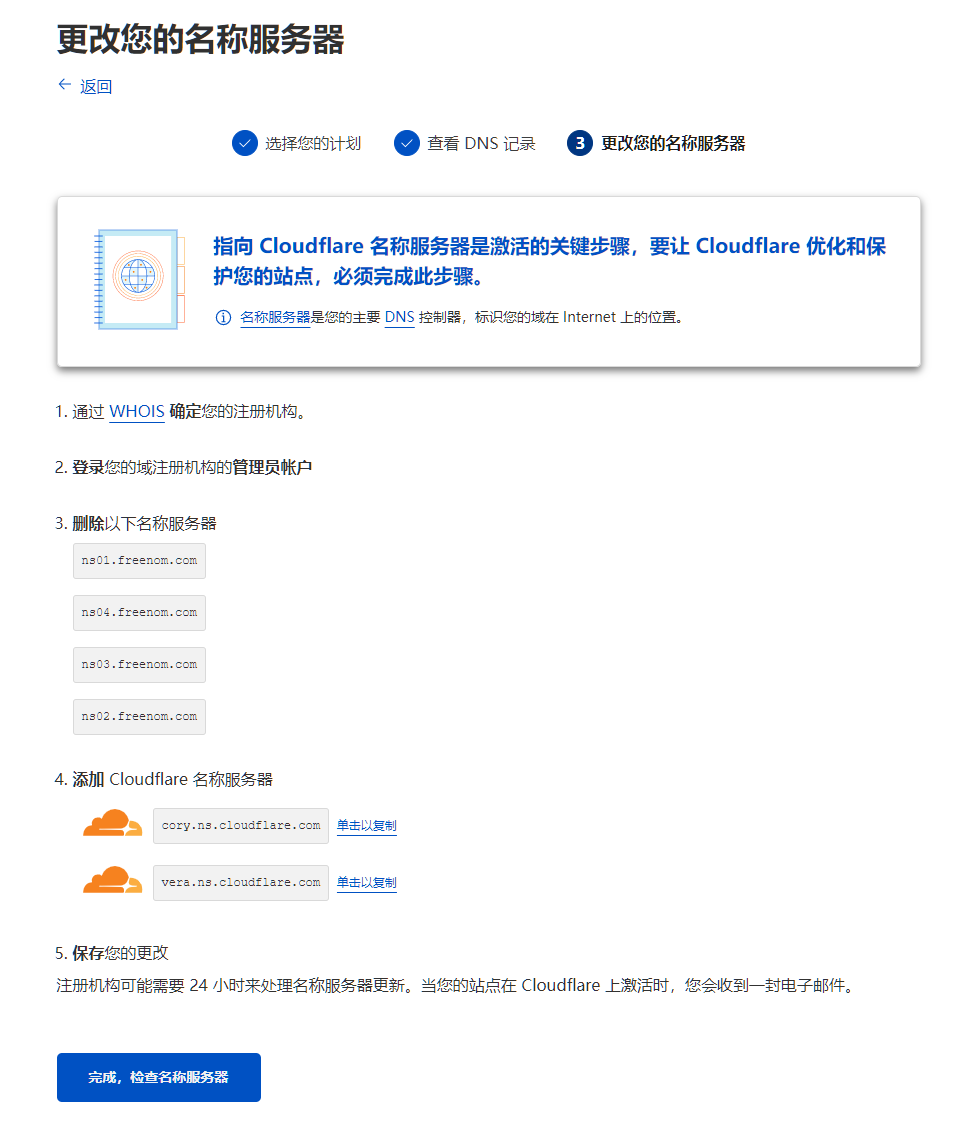 更改您的名称服务器
← 返回
选择您的计划 查看 DNS 记录 3 更改您的名称服务器
指向 Cloudflare 名称服务器是激活的关键步骤，要让 Cloudflare 优化和保
护您的站点，必须完成此步骤。
名称服务器是您的主要 DNS 控制器，标识您的域在 Internet 上的位置。
1. 通过 WHOIS 确定您的注册机构。
2. 登录您的域注册机构的管理员帐户
3. 删除以下名称服务器
ns01.freenom.com
ns04.freenom.com
ns03.freenom.com
ns02.freenom.com
4. 添加 Cloudflare 名称服务器
cory.ns.cloudflare.com 单击以复制
vera.ns.cloudflare.com 单击以复制
5. 保存您的更改
注册机构可能需要 24 小时来处理名称服务器更新。当您的站点在 Cloudflare 上激活时，您会收到一封电子邮件。
完成，检查名称服务器